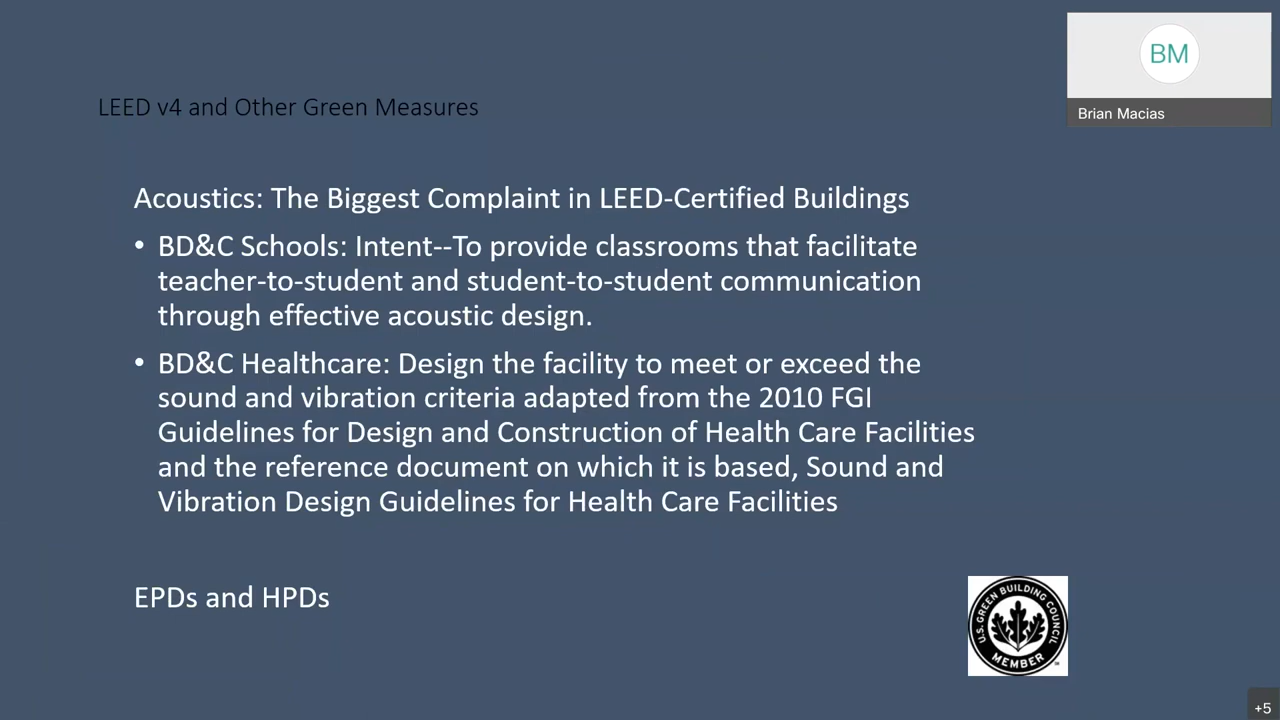 BM
Brian Macias
LEED v4 and Other Green Measures
Acoustics: The Biggest Complaint in LEED-Certified Buildings
• BD&C Schools: Intent--To provide classrooms that facilitate
teacher-to-student and student-to-student communication
through effective acoustic design.
• BD&C Healthcare: Design the facility to meet or exceed the
sound and vibration criteria adapted from the 2010 FGI
Guidelines for Design and Construction of Health Care Facilities
and the reference document on which it is based, Sound and
Vibration Design Guidelines for Health Care Facilities
EPDs and HPDs
U.S. GREEN BUILDING COUNCIL
MEMBER
+5